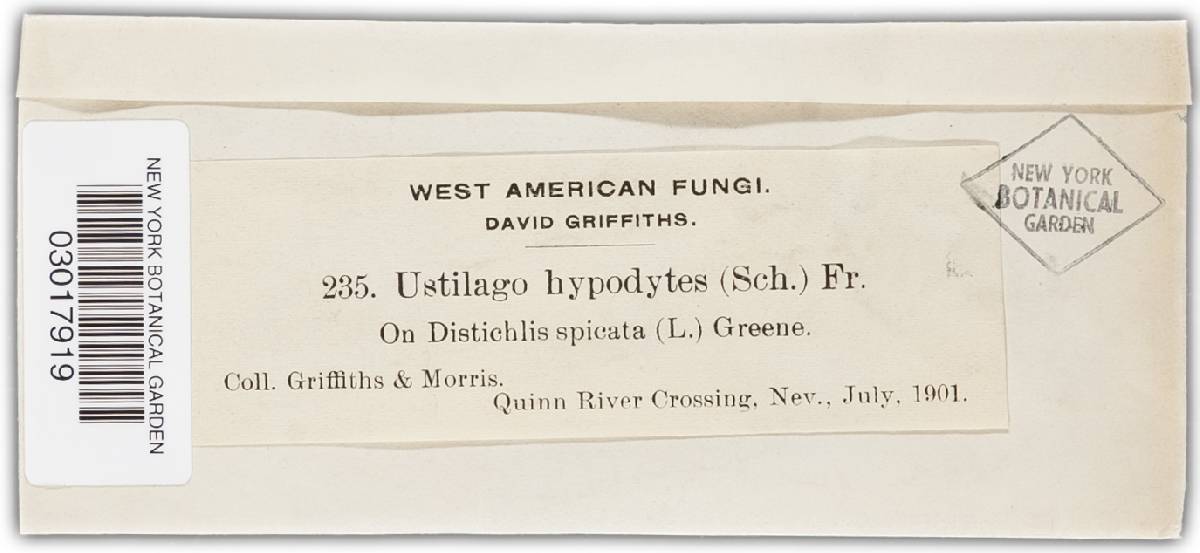 WEST AMERICAN FUNGI.
DAVID GRIFFITHS.
235. Ustilago hypodytes (Sch.) Fr.
On Distichlis spicata (L.) Greene.
Coll. Griffiths & Morris.
Quinn River Crossing, Nev., July, 1901.
NEW YORK
BOTANICAL
GARDEN
NEW YORK BOTANICAL GARDEN
03017919